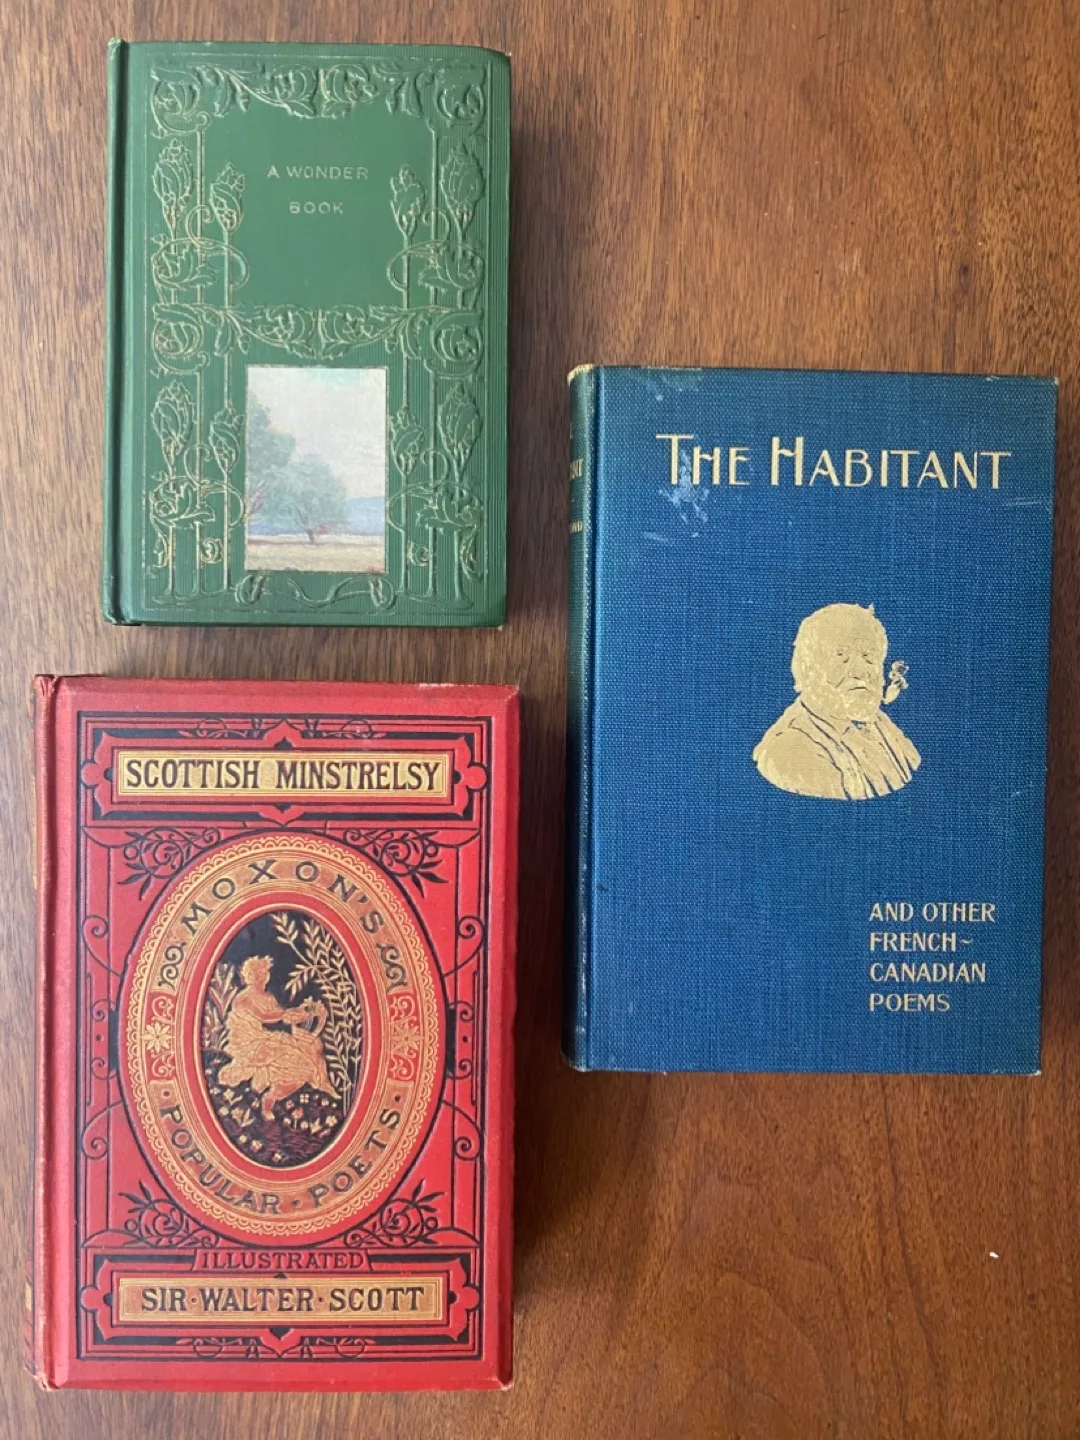 A WONDER
BOOK
THE HABITANT
AND OTHER
FRENCH-
CANADIAN
POEMS
SCOTTISH MINSTRELSY
MOXON'S
POPULAR · POETS
ILLUSTRATED
SIR · WALTER · SCOTT